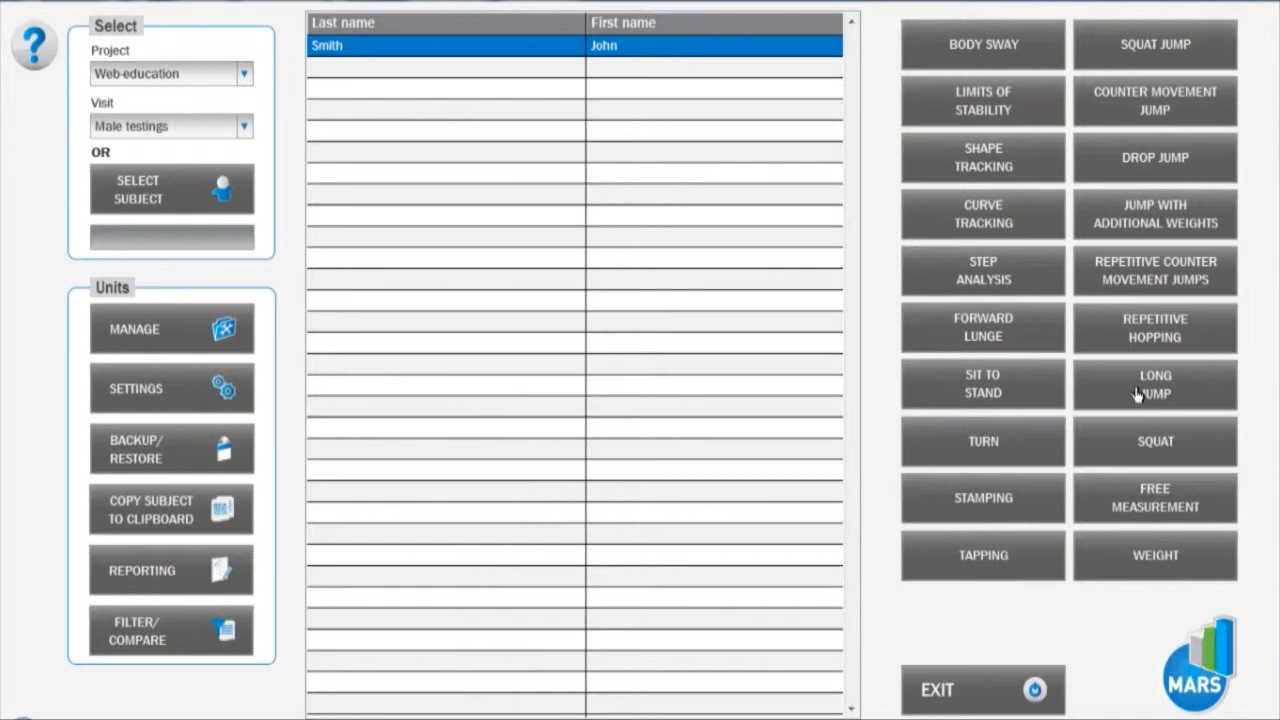 ?
Select
Project
Web-education
Visit
Male testings
OR
SELECT
SUBJECT
Units
MANAGE
SETTINGS
BACKUP/
RESTORE
COPY SUBJECT
TO CLIPBOARD
REPORTING
FILTER/
COMPARE
Last name First name
Smith John
BODY SWAY
LIMITS OF
STABILITY
SHAPE
TRACKING
CURVE
TRACKING
STEP
ANALYSIS
FORWARD
LUNGE
SIT TO
STAND
TURN
STAMPING
TAPPING
SQUAT JUMP
COUNTER MOVEMENT
JUMP
DROP JUMP
JUMP WITH
ADDITIONAL WEIGHTS
REPETITIVE COUNTER
MOVEMENT JUMPS
REPETITIVE
HOPPING
LONG
JUMP
SQUAT
FREE
MEASUREMENT
WEIGHT
EXIT
MARS